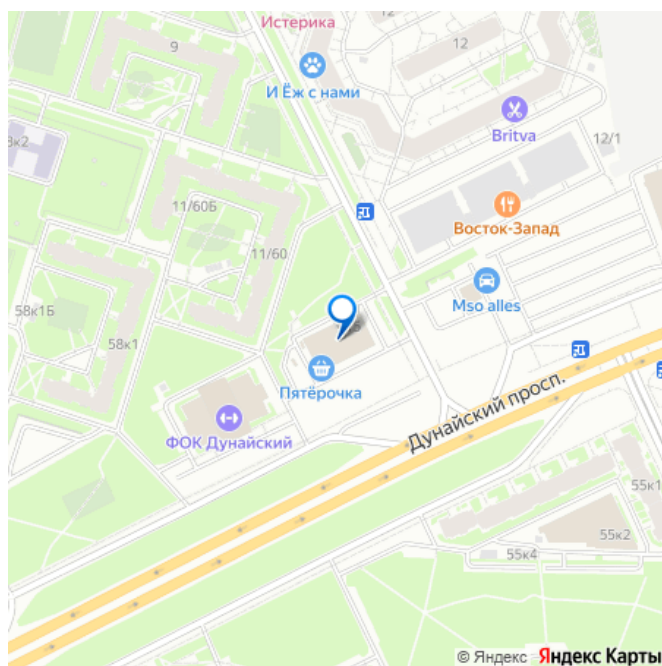 Истерика
9
12
И Ёж с нами
Britva
3к2
12/1
11/60Б
Восток-Запад
11/60
Mso alles
58к1Б
58к1
Пятёрочка
Дунайский просп.
ФОК Дунайский
55к1
55к2
55к4
© Яндекс Яндекс Карты